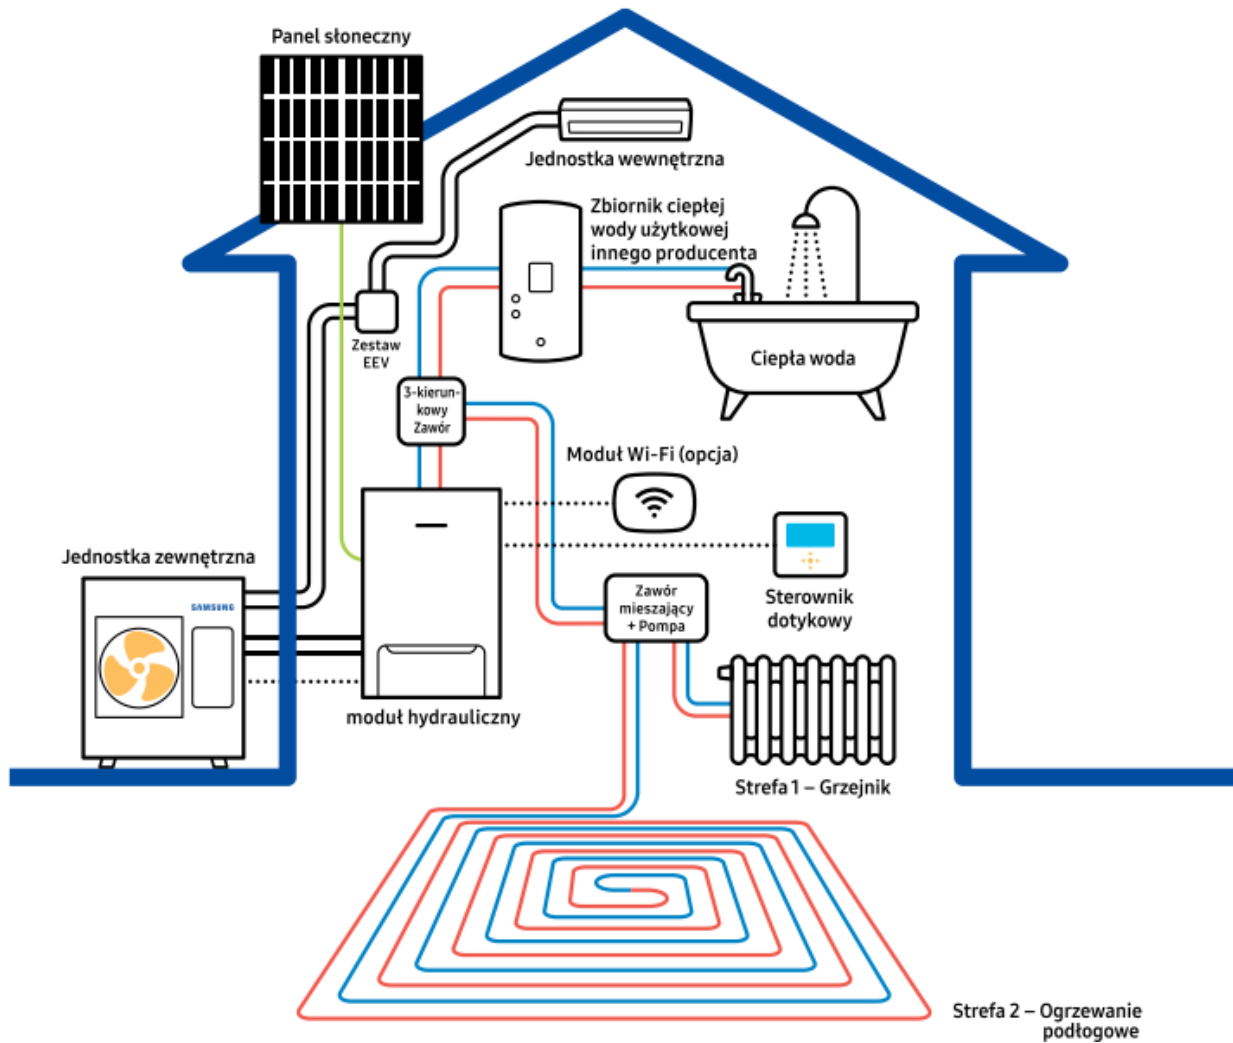 Panel słoneczny
Jednostka wewnętrzna
Zbiornik ciepłej
wody użytkowej
innego producenta
Zestaw
EEV
Ciepła woda
3-kierun-
kowy
Zawór
Moduł Wi-Fi (opcja)
Jednostka zewnętrzna
SAMSUNG
Zawór
mieszający
+ Pompa
Sterownik
dotykowy
moduł hydrauliczny
Strefa 1 – Grzejnik
Strefa 2 – Ogrzewanie
podłogowe